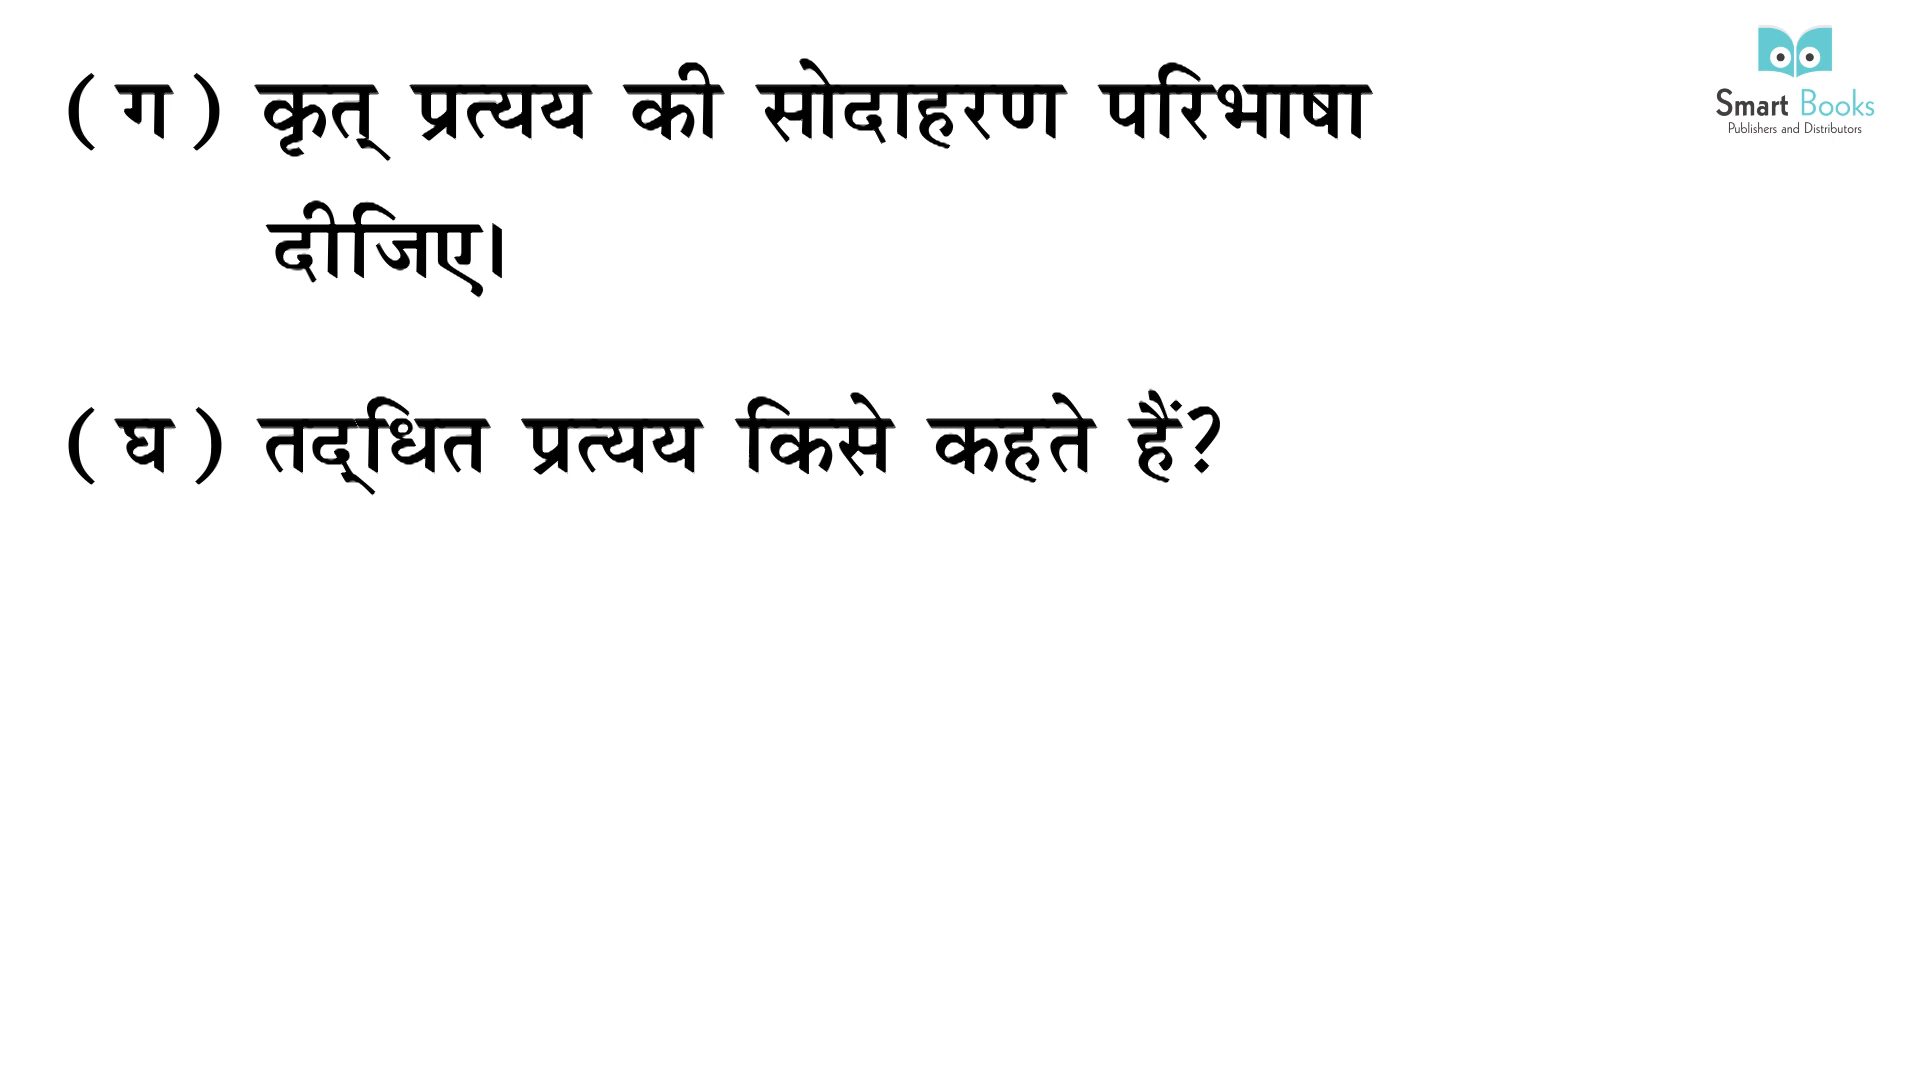 Smart Books
Publishers and Distributors
( ग ) कृत् प्रत्यय की सोदाहरण परिभाषा
दीजिए।
( घ ) तद्‌धित प्रत्यय किसे कहते हैं?